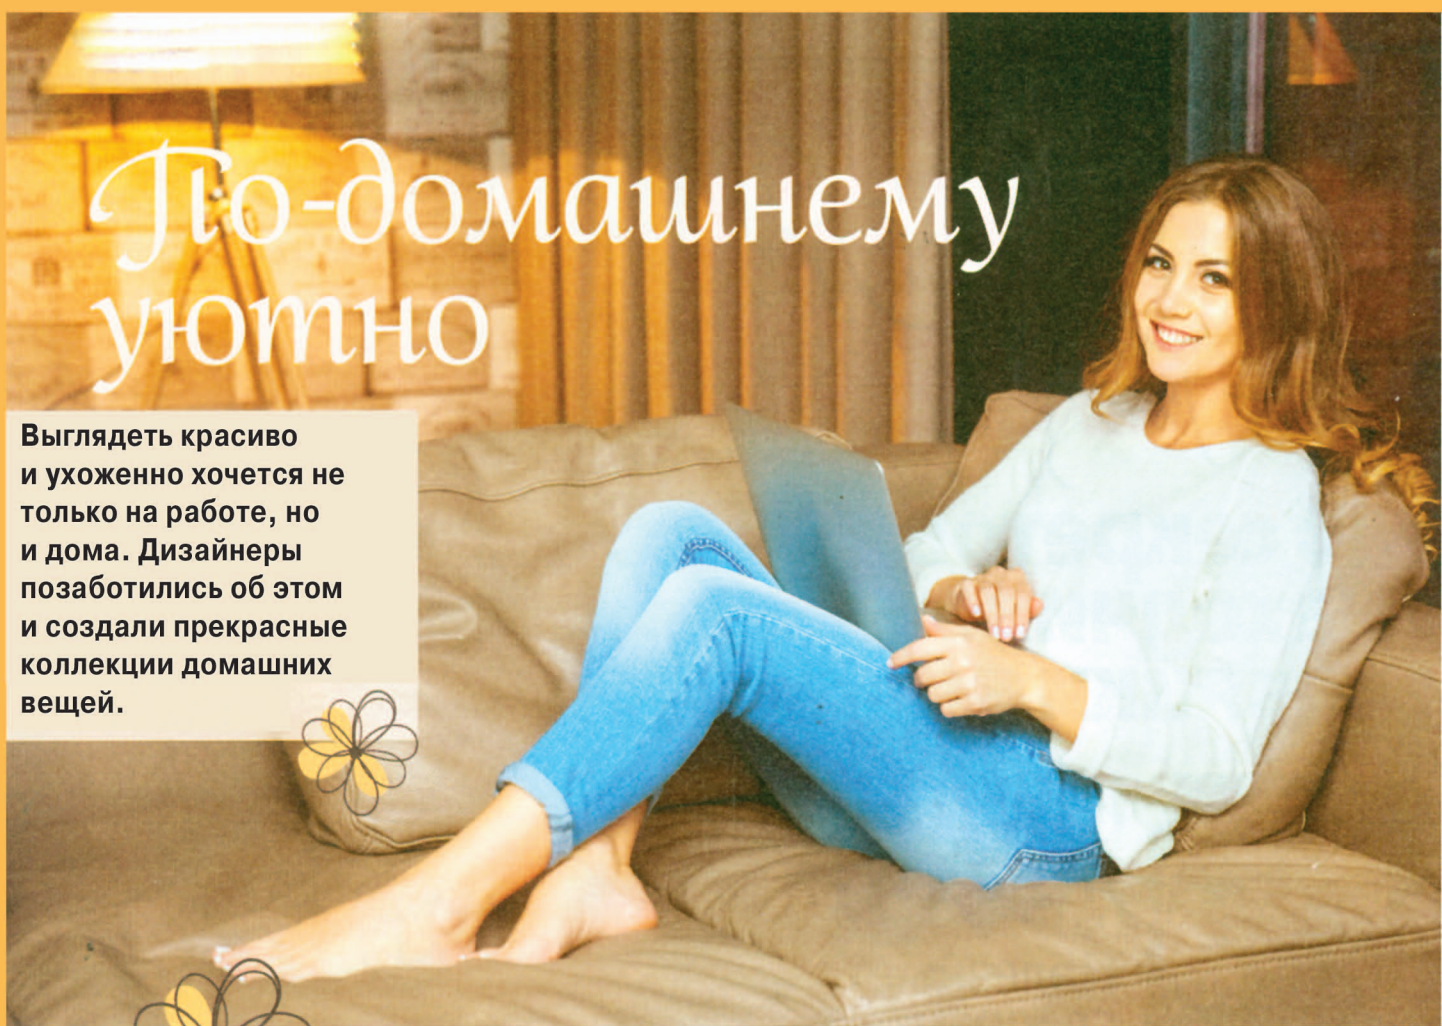 По-домашнему
уютно
Выглядеть красиво
и ухоженно хочется не
только на работе, но
и дома. Дизайнеры
позаботились об этом
и создали прекрасные
коллекции домашних
вещей.